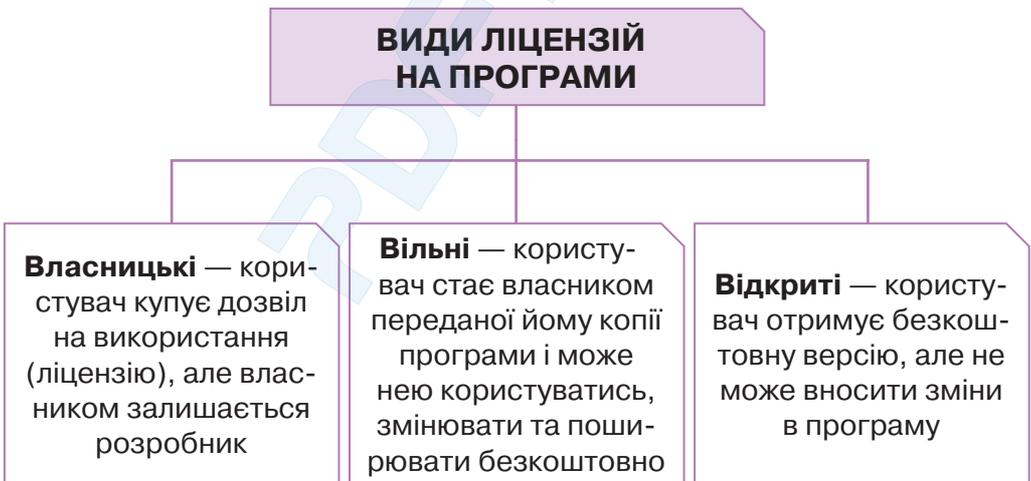 ВИДИ ЛІЦЕНЗІЙ
НА ПРОГРАМИ
Власницькі — кори-
стувач купує дозвіл
на використання
(ліцензію), але влас-
ником залишається
розробник
Вільні — користу-
вач стає власником
переданої йому копії
програми і може
нею користуватись,
змінювати та поши-
рювати безкоштовно
Відкриті — користу-
вач отримує безкош-
товну версію, але не
може вносити зміни
в програму